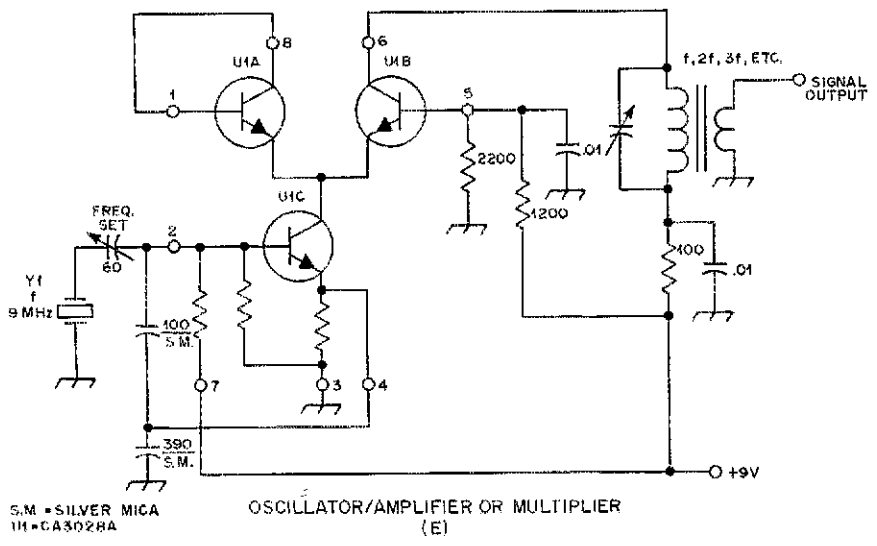 8
6
f, 2f, 3f, ETC.
U1A
U1B
SIGNAL
OUTPUT
1
5
.01
2200
1200
U1C
FREQ.
SET
2
60
100
.01
Y1
f
9 MHz
100
S.M.
7
3
4
390
S.M.
+9V
S.M. = SILVER MICA
U1 = CA3028A
OSCILLATOR/AMPLIFIER OR MULTIPLIER
(E)